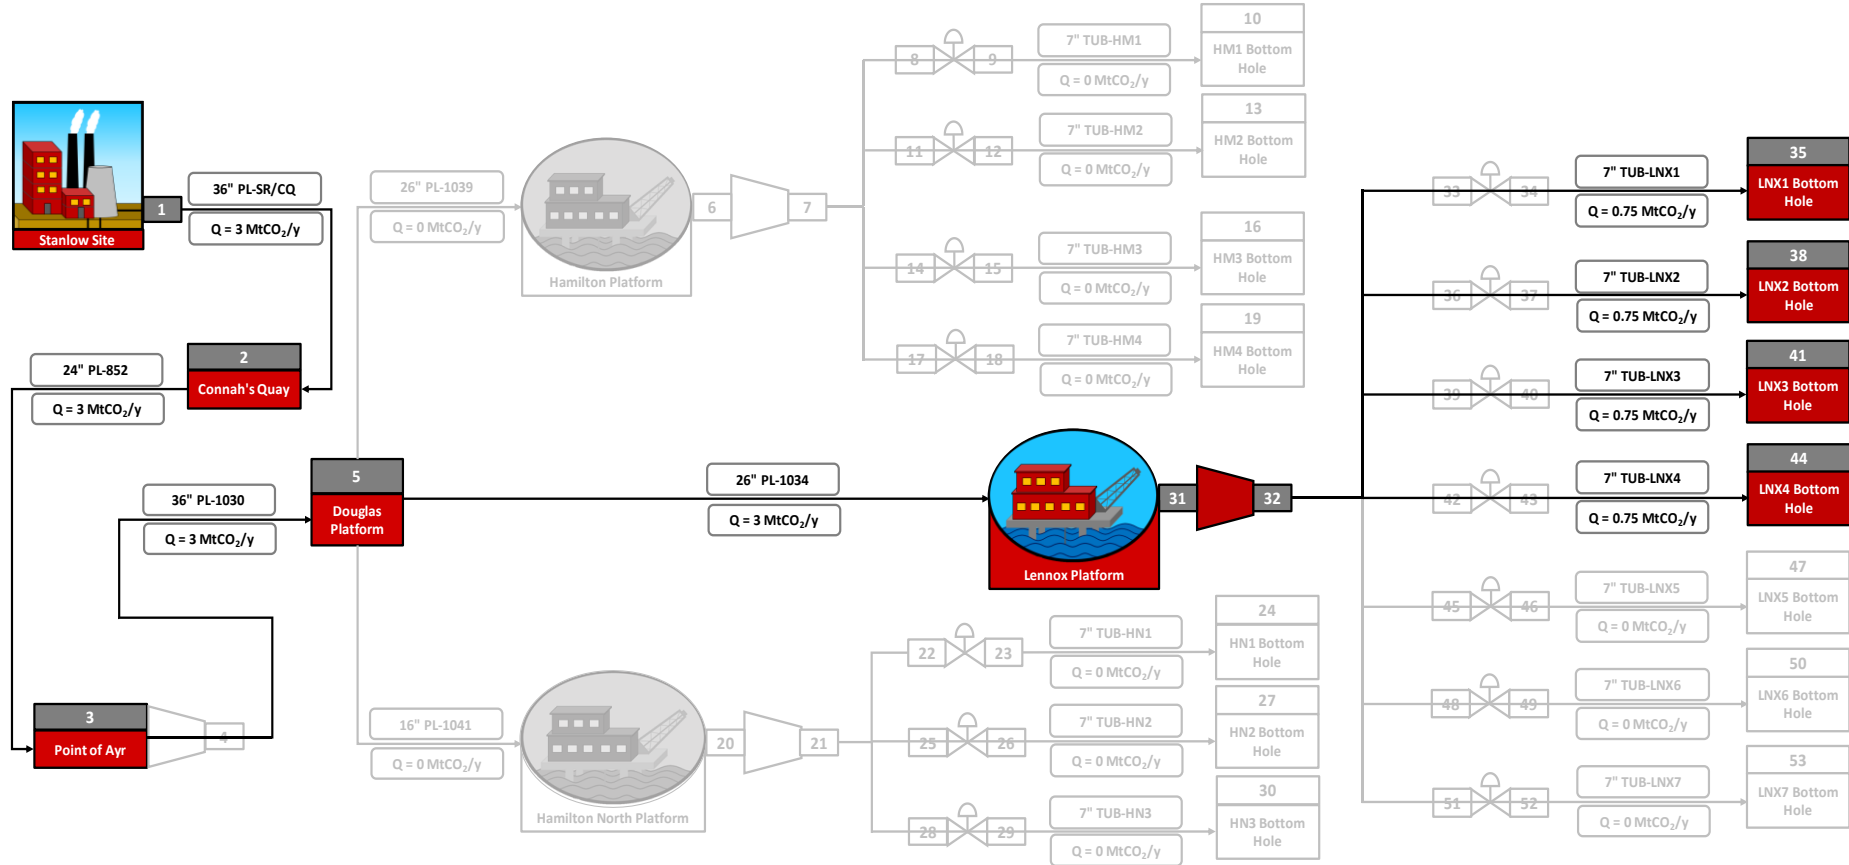 Stanlow Site
1
36" PL-SR/CQ
Q = 3 MtCO₂/y
2
Connah's Quay
24" PL-852
Q = 3 MtCO₂/y
3
Point of Ayr
4
36" PL-1030
Q = 3 MtCO₂/y
5
Douglas
Platform
26" PL-1039
Q = 0 MtCO₂/y
Hamilton Platform
6
7
8
9
7" TUB-HM1
Q = 0 MtCO₂/y
10
HM1 Bottom
Hole
11
12
7" TUB-HM2
Q = 0 MtCO₂/y
13
HM2 Bottom
Hole
14
15
7" TUB-HM3
Q = 0 MtCO₂/y
16
HM3 Bottom
Hole
17
18
7" TUB-HM4
Q = 0 MtCO₂/y
19
HM4 Bottom
Hole
26" PL-1034
Q = 3 MtCO₂/y
Lennox Platform
31
32
33
34
7" TUB-LNX1
Q = 0.75 MtCO₂/y
35
LNX1 Bottom
Hole
36
37
7" TUB-LNX2
Q = 0.75 MtCO₂/y
38
LNX2 Bottom
Hole
39
40
7" TUB-LNX3
Q = 0.75 MtCO₂/y
41
LNX3 Bottom
Hole
42
43
7" TUB-LNX4
Q = 0.75 MtCO₂/y
44
LNX4 Bottom
Hole
45
46
7" TUB-LNX5
Q = 0 MtCO₂/y
47
LNX5 Bottom
Hole
48
49
7" TUB-LNX6
Q = 0 MtCO₂/y
50
LNX6 Bottom
Hole
51
52
7" TUB-LNX7
Q = 0 MtCO₂/y
53
LNX7 Bottom
Hole
16" PL-1041
Q = 0 MtCO₂/y
Hamilton North Platform
20
21
22
23
7" TUB-HN1
Q = 0 MtCO₂/y
24
HN1 Bottom
Hole
25
26
7" TUB-HN2
Q = 0 MtCO₂/y
27
HN2 Bottom
Hole
28
29
7" TUB-HN3
Q = 0 MtCO₂/y
30
HN3 Bottom
Hole